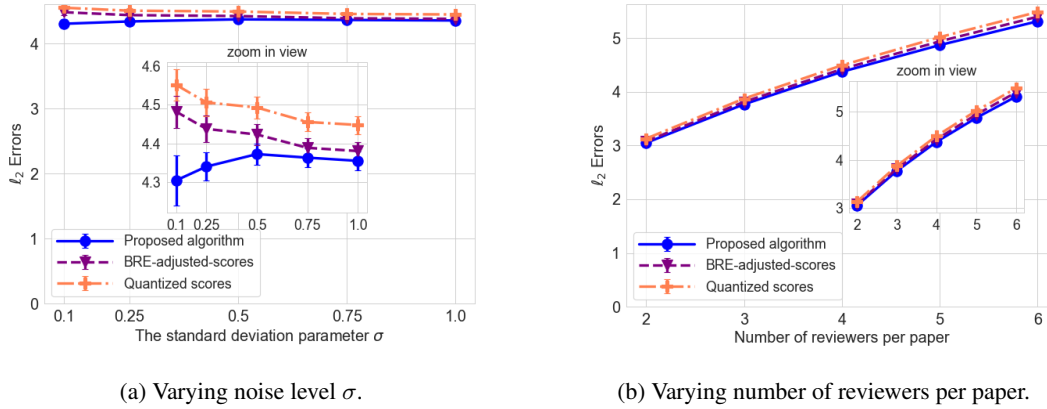 4
3
2
1
0
ℓ2 Errors
zoom in view
4.6
4.5
4.4
4.3
0.1 0.25 0.5 0.75 1.0
Proposed algorithm
BRE-adjusted-scores
Quantized scores
0.1 0.25 0.5 0.75 1.0
The standard deviation parameter σ
(a) Varying noise level σ.
5
4
3
2
1
0
ℓ2 Errors
zoom in view
5
4
3
2 3 4 5 6
Proposed algorithm
BRE-adjusted-scores
Quantized scores
2 3 4 5 6
Number of reviewers per paper
(b) Varying number of reviewers per paper.